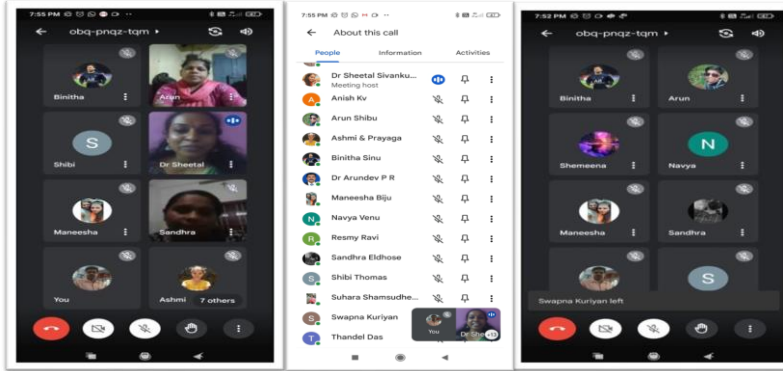 7:55 PM
obq-pnqz-tqm
Binitha
Arun
S
Shibi
Dr Sheetal
Maneesha
Sandhra
You
Ashmi
7 others
7:55 PM
About this call
People
Information
Activities
Dr Sheetal Sivanku...
Meeting host
A
Anish Kv
Arun Shibu
Ashmi & Prayaga
Binitha Sinu
Dr Arundev P R
Maneesha Biju
N
Navya Venu
R
Resmy Ravi
Sandhra Eldhose
S
Shibi Thomas
Suhara Shamsudhe...
S
Swapna Kuriyan
T
Thandel Das
You
Dr She
7:52 PM
obq-pnqz-tqm
Binitha
Arun
N
Shemeena
Navya
Maneesha
Sandhra
S
Swapna Kuriyan left